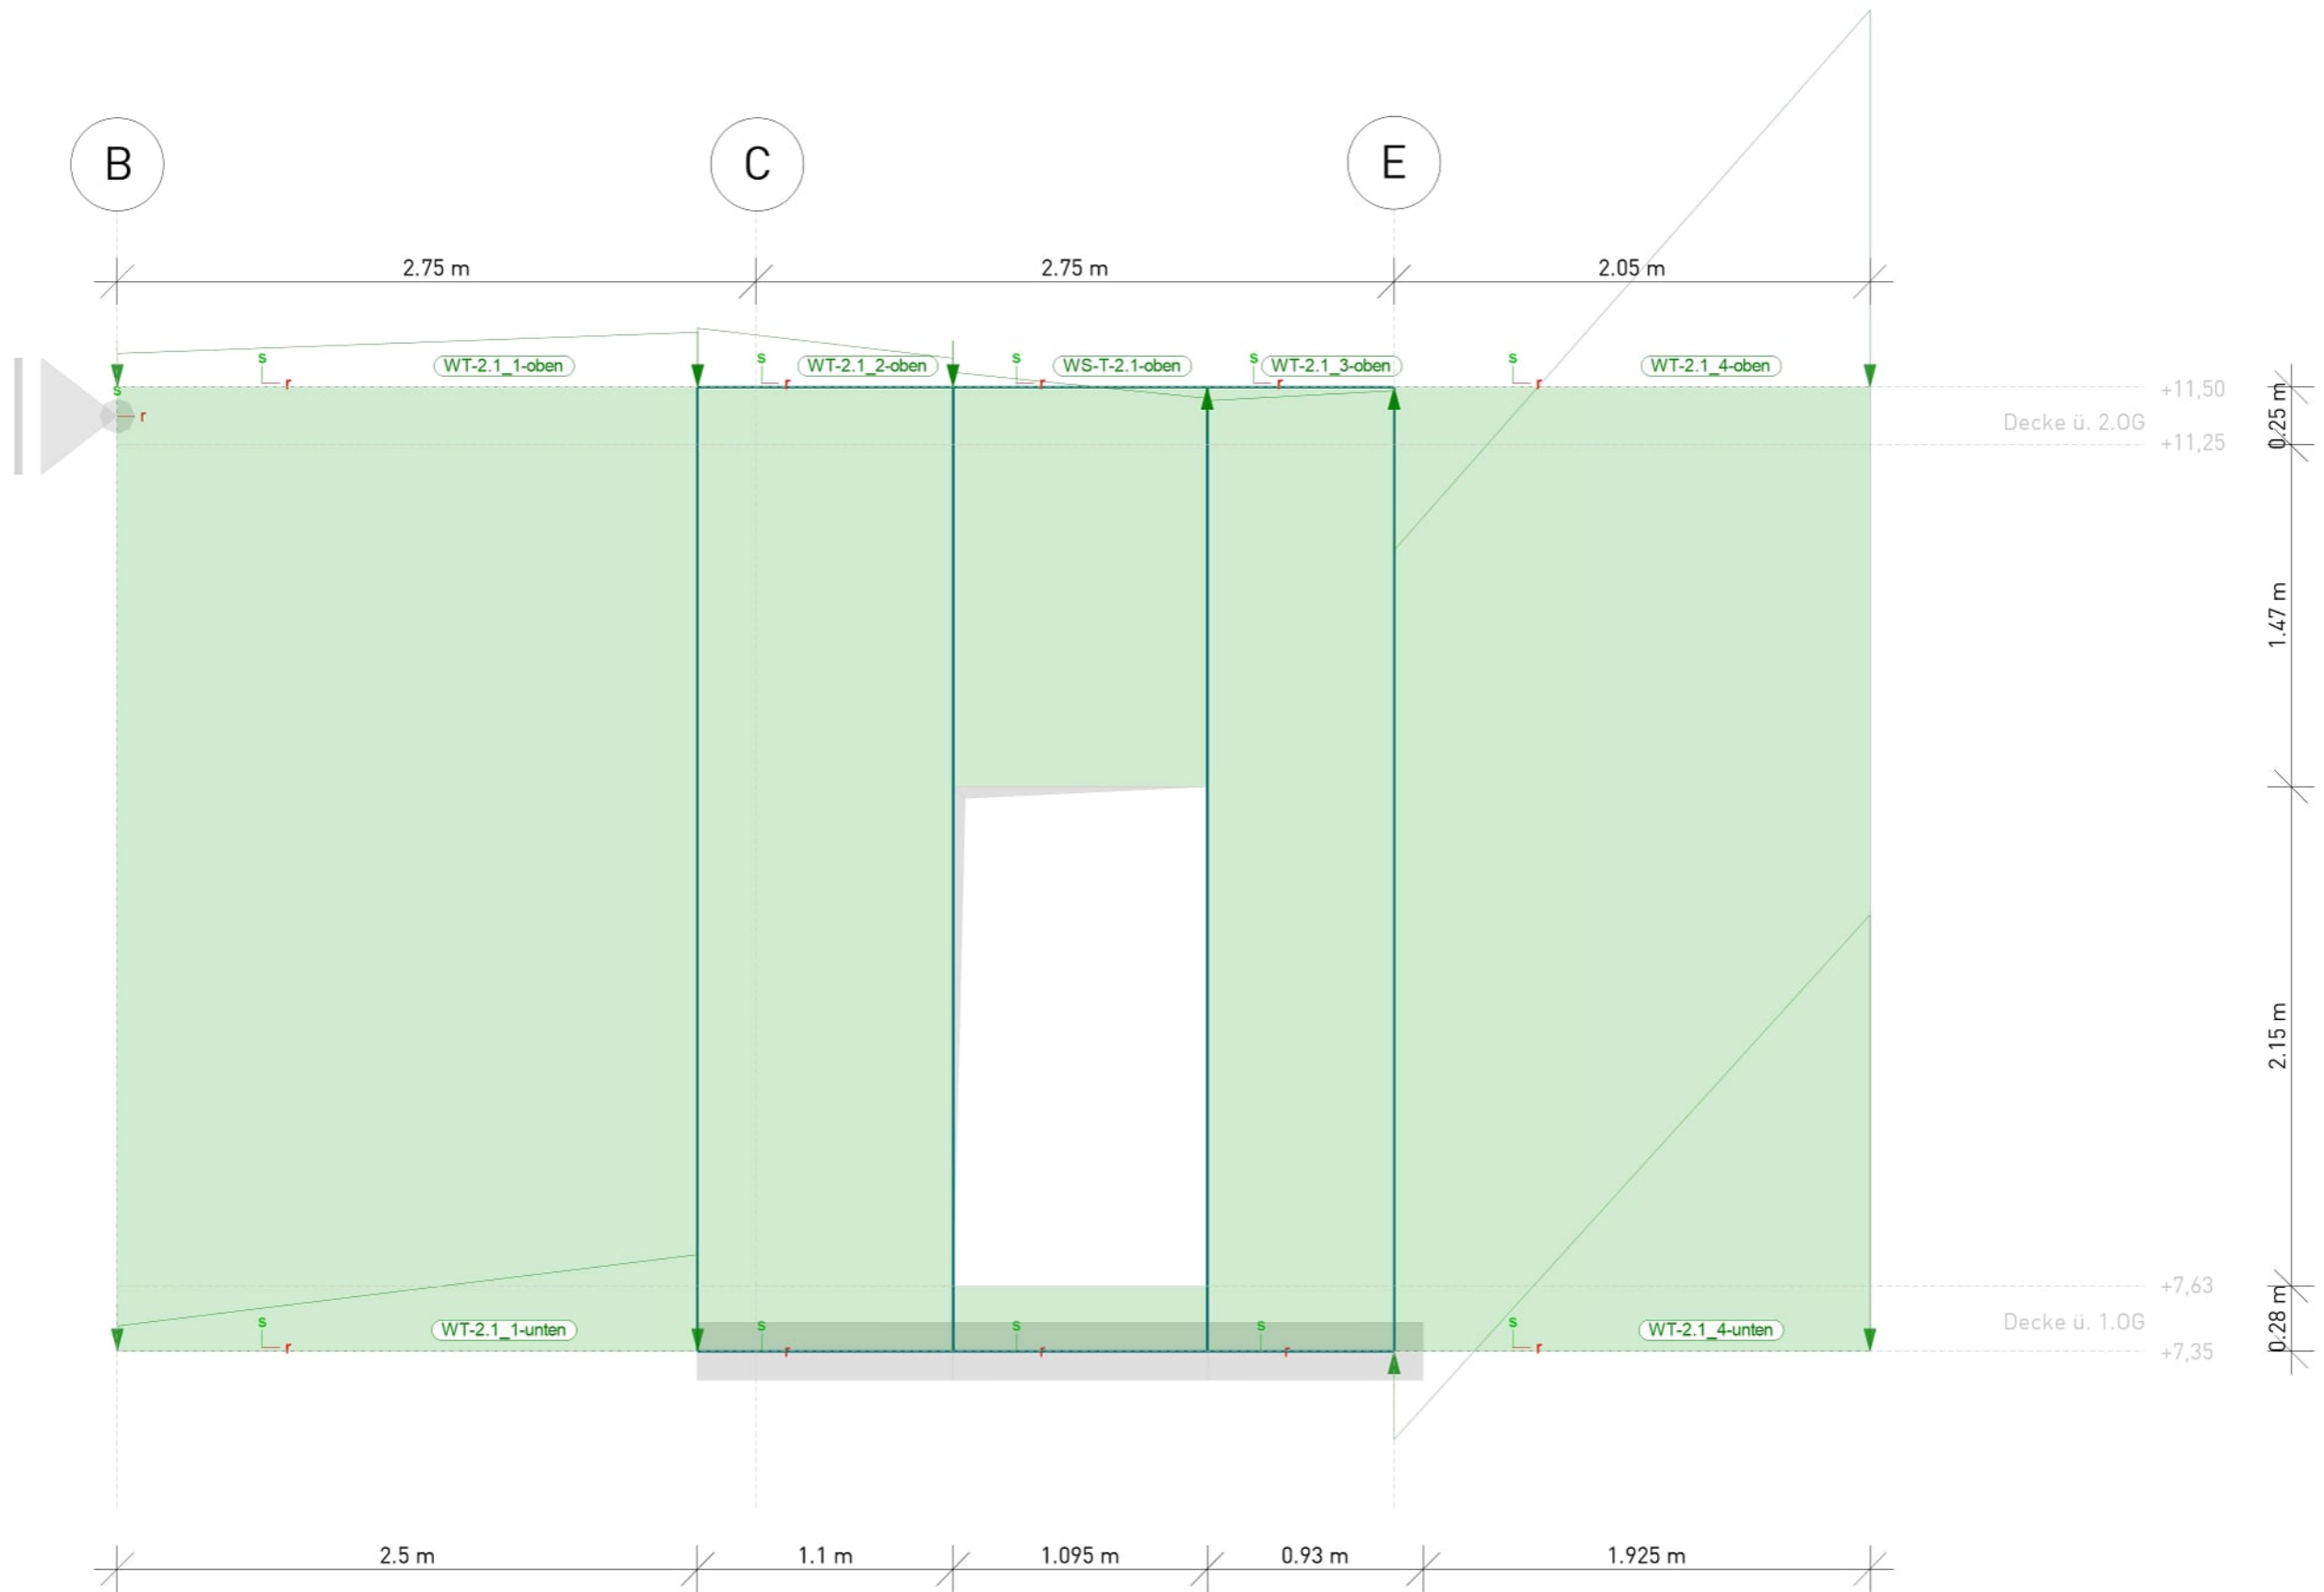 B
C
E
2.75 m
2.75 m
2.05 m
s
WT-2.1_1-oben
s
WT-2.1_2-oben
s
WS-T-2.1-oben
s
WT-2.1_3-oben
s
WT-2.1_4-oben
r
r
r
r
r
+11,50
s
r
Decke ü. 2.OG
0.25 m
+11,25
1.47 m
2.15 m
+7,63
s
WT-2.1_1-unten
s
s
s
s
WT-2.1_4-unten
Decke ü. 1.OG
0.28 m
r
r
r
r
r
+7,35
2.5 m
1.1 m
1.095 m
0.93 m
1.925 m